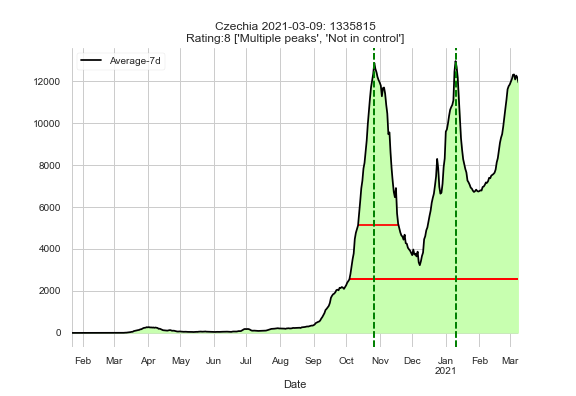 Czechia 2021-03-09: 1335815
Rating:8 ['Multiple peaks', 'Not in control']
Average-7d
12000
10000
8000
6000
4000
2000
0
Feb Mar Apr May Jun Jul Aug Sep Oct Nov Dec Jan Feb Mar
2021
Date